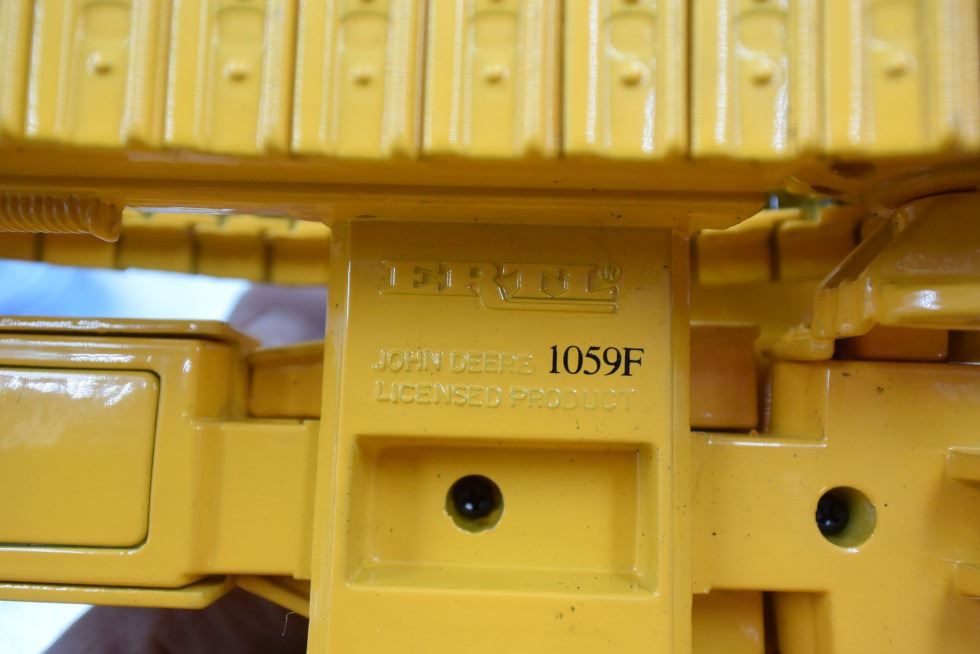 ERTL®
JOHN DEERE 1059F
LICENSED PRODUCT